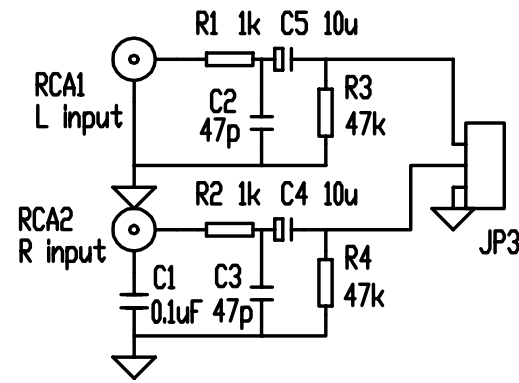 R1 1k C5 10u
RCA1
L input
C2
47p
R3
47k
R2 1k C4 10u
RCA2
R input
JP3
C1
0.1uF
C3
47p
R4
47k